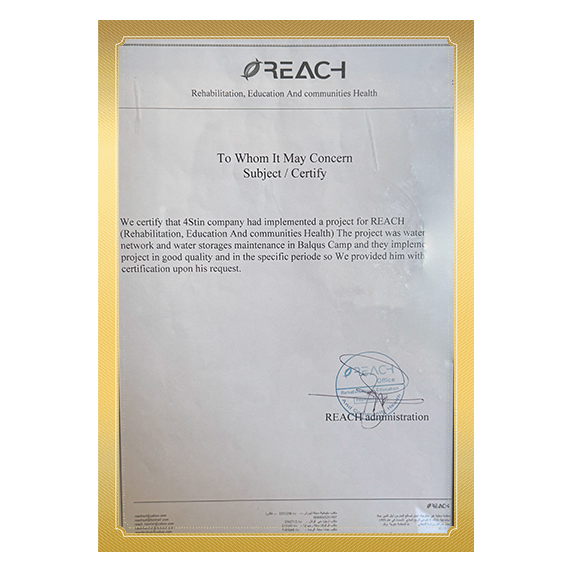 REACH
Rehabilitation, Education And communities Health
To Whom It May Concern
Subject / Certify
We certify that 4Stin company had implemented a project for REACH
(Rehabilitation, Education And communities Health) The project was water
network and water storages maintenance in Balqus Camp and they impleme
project in good quality and in the specific periode so We provided him with
certification upon his request.
REACH
Office
REACH administration
REACH